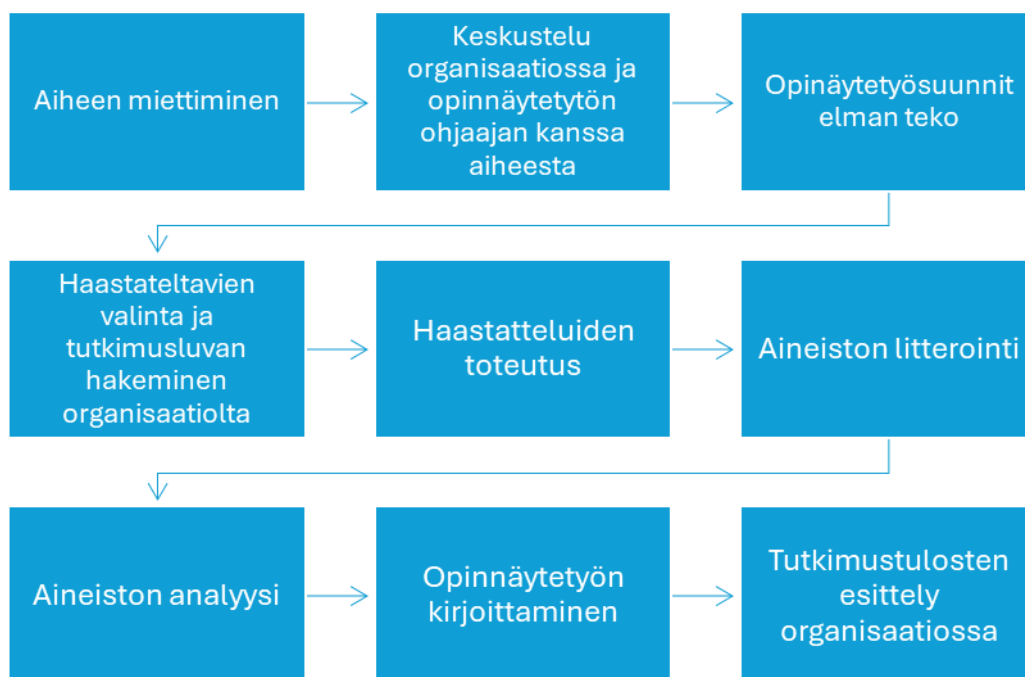 Aiheen miettiminen
Keskustelu
organisaatiossa ja
opinnäytetytön
ohjaajan kanssa
aiheesta
Opinäytetyösuunnit
elman teko
Haastateltavien
valinta ja
tutkimusluvan
hakeminen
organisaatiolta
Haastatteluiden
toteutus
Aineiston litterointi
Aineiston analyysi
Opinnäytetyön
kirjoittaminen
Tutkimustulosten
esittely
organisaatiossa